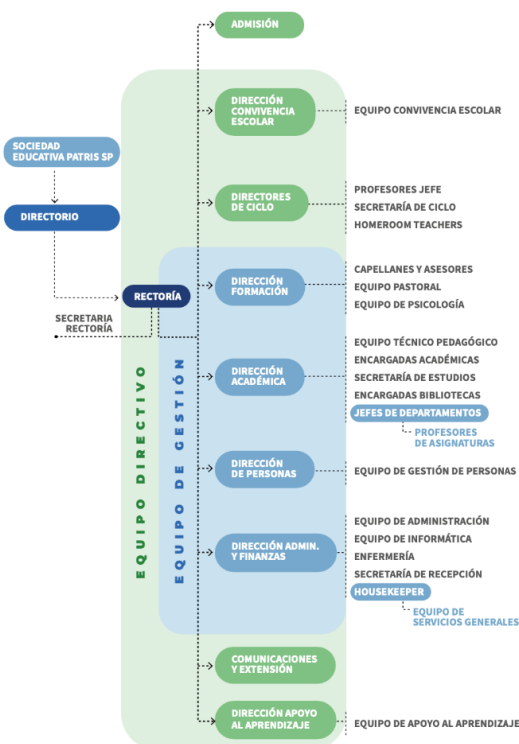 ADMISIÓN
DIRECCIÓN
CONVIVENCIA
ESCOLAR
EQUIPO CONVIVENCIA ESCOLAR
SOCIEDAD
EDUCATIVA PATRIS SP
DIRECTORIO
DIRECTORES
DE CICLO
PROFESORES JEFE
SECRETARÍA DE CICLO
HOMEROOM TEACHERS
RECTORÍA
SECRETARIA
RECTORÍA
EQUIPO DIRECTIVO
EQUIPO DE GESTIÓN
DIRECCIÓN
FORMACIÓN
CAPELLANES Y ASESORES
EQUIPO PASTORAL
EQUIPO DE PSICOLOGÍA
DIRECCIÓN
ACADÉMICA
EQUIPO TÉCNICO PEDAGÓGICO
ENCARGADAS ACADÉMICAS
SECRETARÍA DE ESTUDIOS
ENCARGADAS BIBLIOTECAS
JEFES DE DEPARTAMENTOS
PROFESORES
DE ASIGNATURAS
DIRECCIÓN
DE PERSONAS
EQUIPO DE GESTIÓN DE PERSONAS
DIRECCIÓN ADMIN.
Y FINANZAS
EQUIPO DE ADMINISTRACIÓN
EQUIPO DE INFORMÁTICA
ENFERMERÍA
SECRETARÍA DE RECEPCIÓN
HOUSEKEEPER
EQUIPO DE
SERVICIOS GENERALES
COMUNICACIONES
Y EXTENSIÓN
DIRECCIÓN APOYO
AL APRENDIZAJE
EQUIPO DE APOYO AL APRENDIZAJE